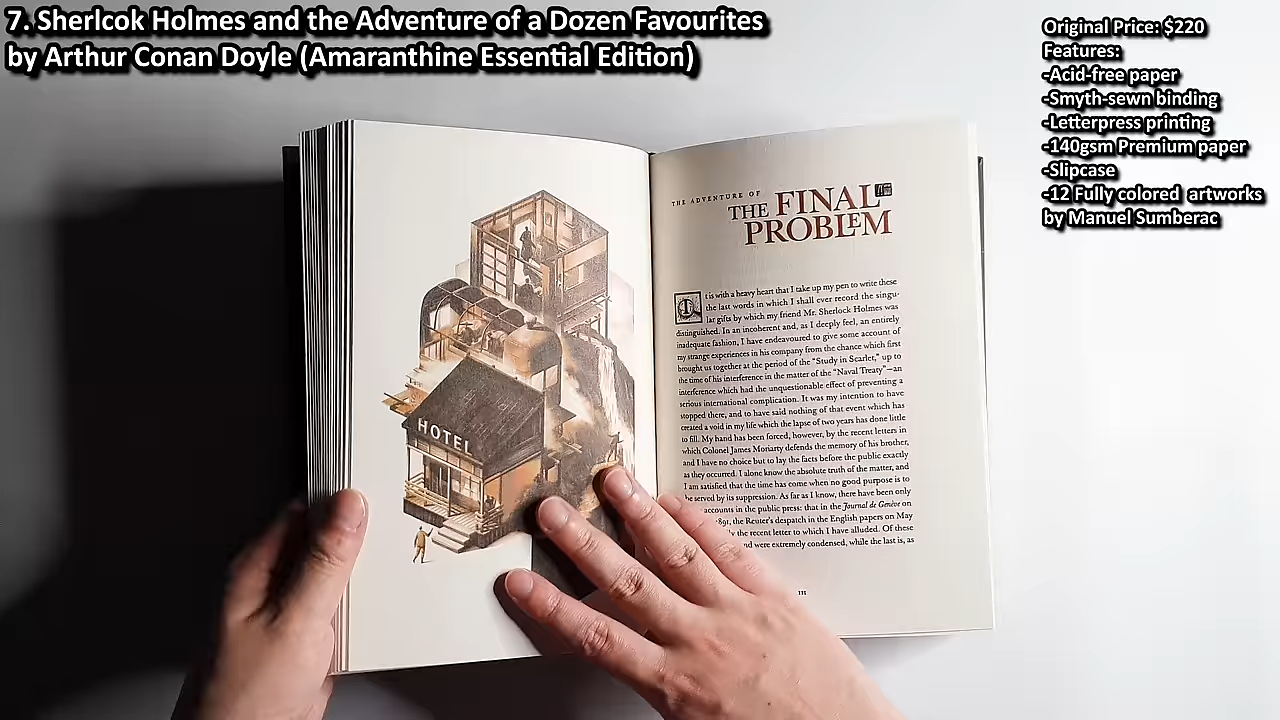 7. Sherlcok Holmes and the Adventure of a Dozen Favourites
by Arthur Conan Doyle (Amaranthine Essential Edition)
Original Price: $220
Features:
-Acid-free paper
-Smyth-sewn binding
-Letterpress printing
-140gsm Premium paper
-Slipcase
-12 Fully colored artworks
by Manuel Sumberac
HOTEL
THE ADVENTURE OF
THE FINAL
PROBLEM
It is with a heavy heart that I take up my pen to write these
the last words in which I shall ever record the singu-
lar gifts by which my friend Mr. Sherlock Holmes was
distinguished. In an incoherent and, as I deeply feel, an entirely
inadequate fashion, I have endeavoured to give some account of
my strange experiences in his company from the chance which first
brought us together at the period of the “Study in Scarlet,” up to
the time of his interference in the matter of the “Naval Treaty”—an
interference which had the unquestionable effect of preventing a
serious international complication. It was my intention to have
stopped there, and to have said nothing of that event which has
created a void in my life which the lapse of two years has done little
to fill. My hand has been forced, however, by the recent letters in
which Colonel James Moriarty defends the memory of his brother,
and I have no choice but to lay the facts before the public exactly
as they occurred. I alone know the absolute truth of the matter, and
I am satisfied that the time has come when no good purpose is to
be served by its suppression. As far as I know, there have been only
accounts in the public press: that in the Journal de Genève on
1891, the Reuter's despatch in the English papers on May
the recent letter to which I have alluded. Of these
nd were extremely condensed, while the last is, as
111